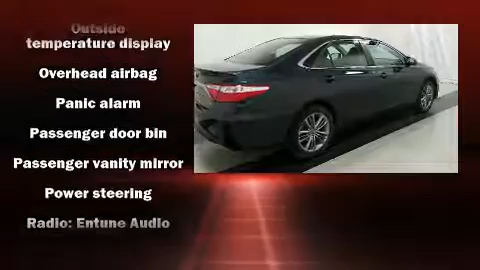 Outside
temperature display
Overhead airbag
Panic alarm
Passenger door bin
Passenger vanity mirror
Power steering
Radio: Entune Audio